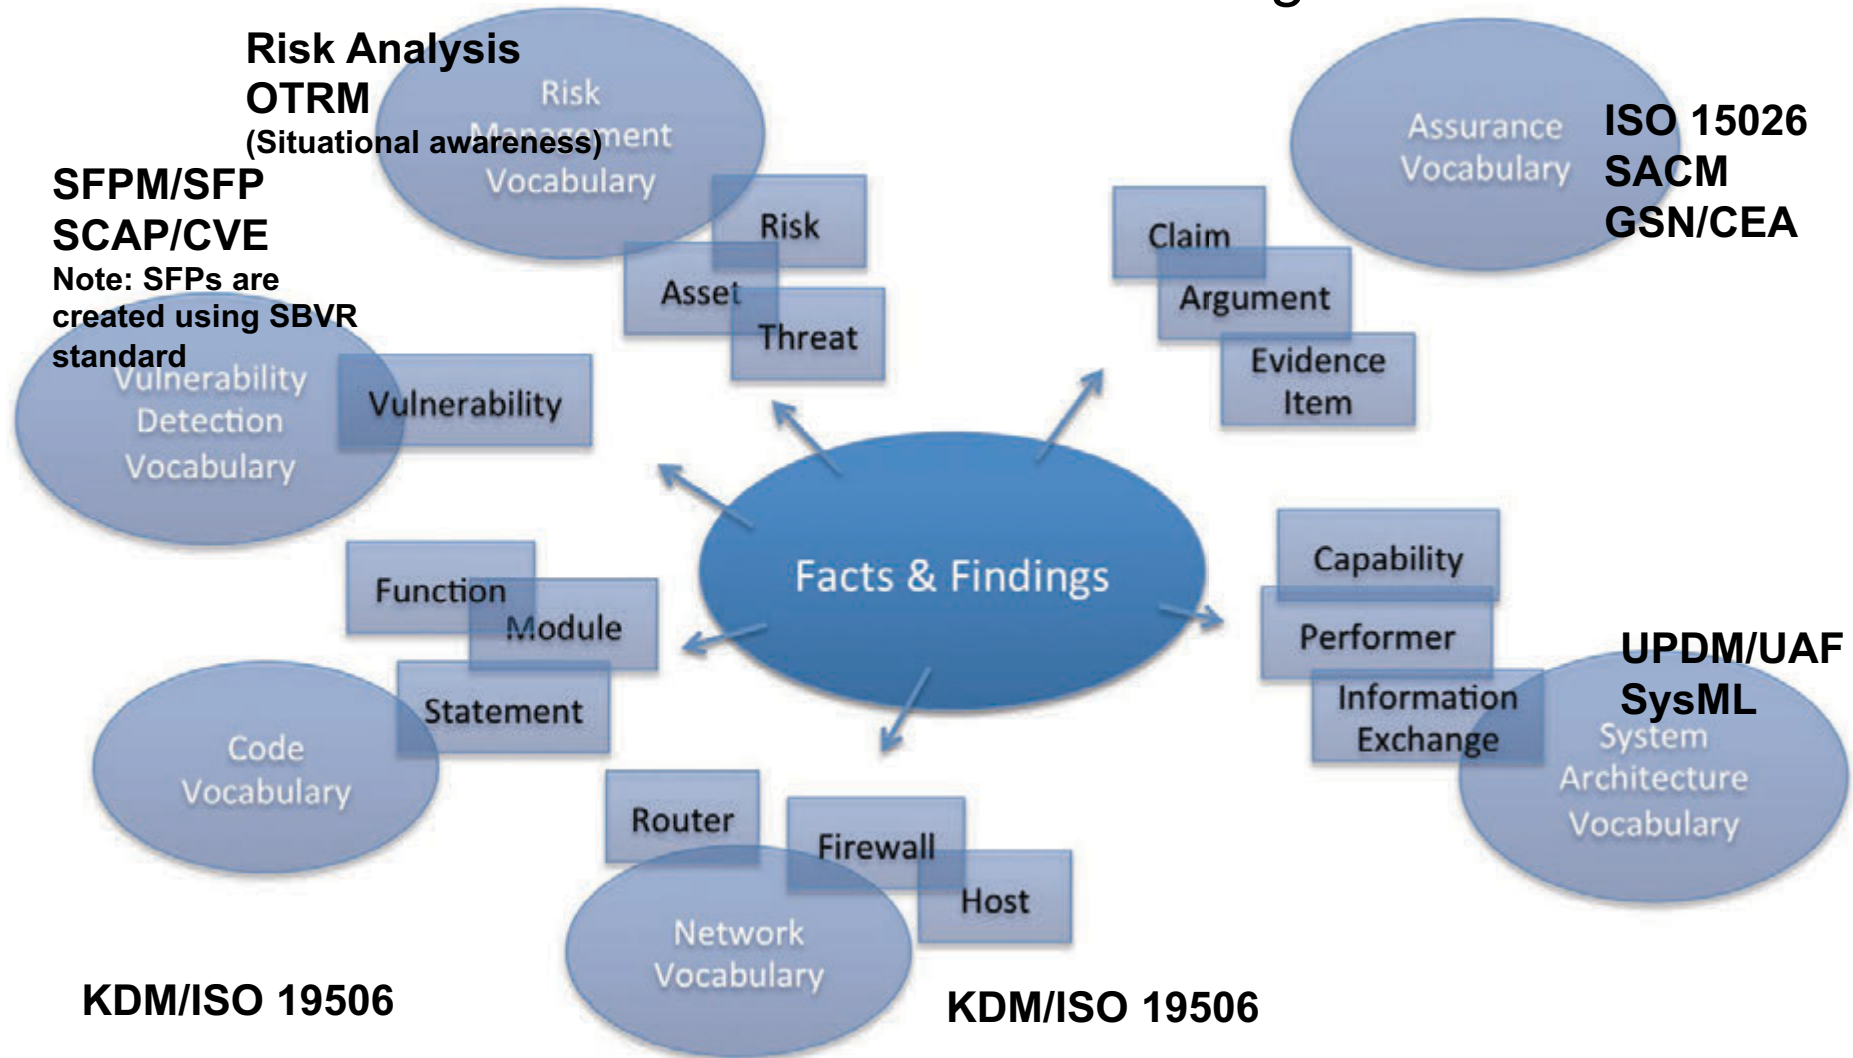 Risk Analysis
OTRM
(Situational awareness)
Risk
Management
Vocabulary
SFPM/SFP
SCAP/CVE
Note: SFPs are
created using SBVR
standard
Vulnerability
Detection
Vocabulary
Vulnerability
Risk
Asset
Threat
Assurance
Vocabulary
ISO 15026
SACM
GSN/CEA
Claim
Argument
Evidence
Item
Facts & Findings
Function
Module
Statement
Code
Vocabulary
KDM/ISO 19506
Router
Firewall
Host
Network
Vocabulary
KDM/ISO 19506
Capability
Performer
Information
Exchange
UPDM/UAF
SysML
System
Architecture
Vocabulary